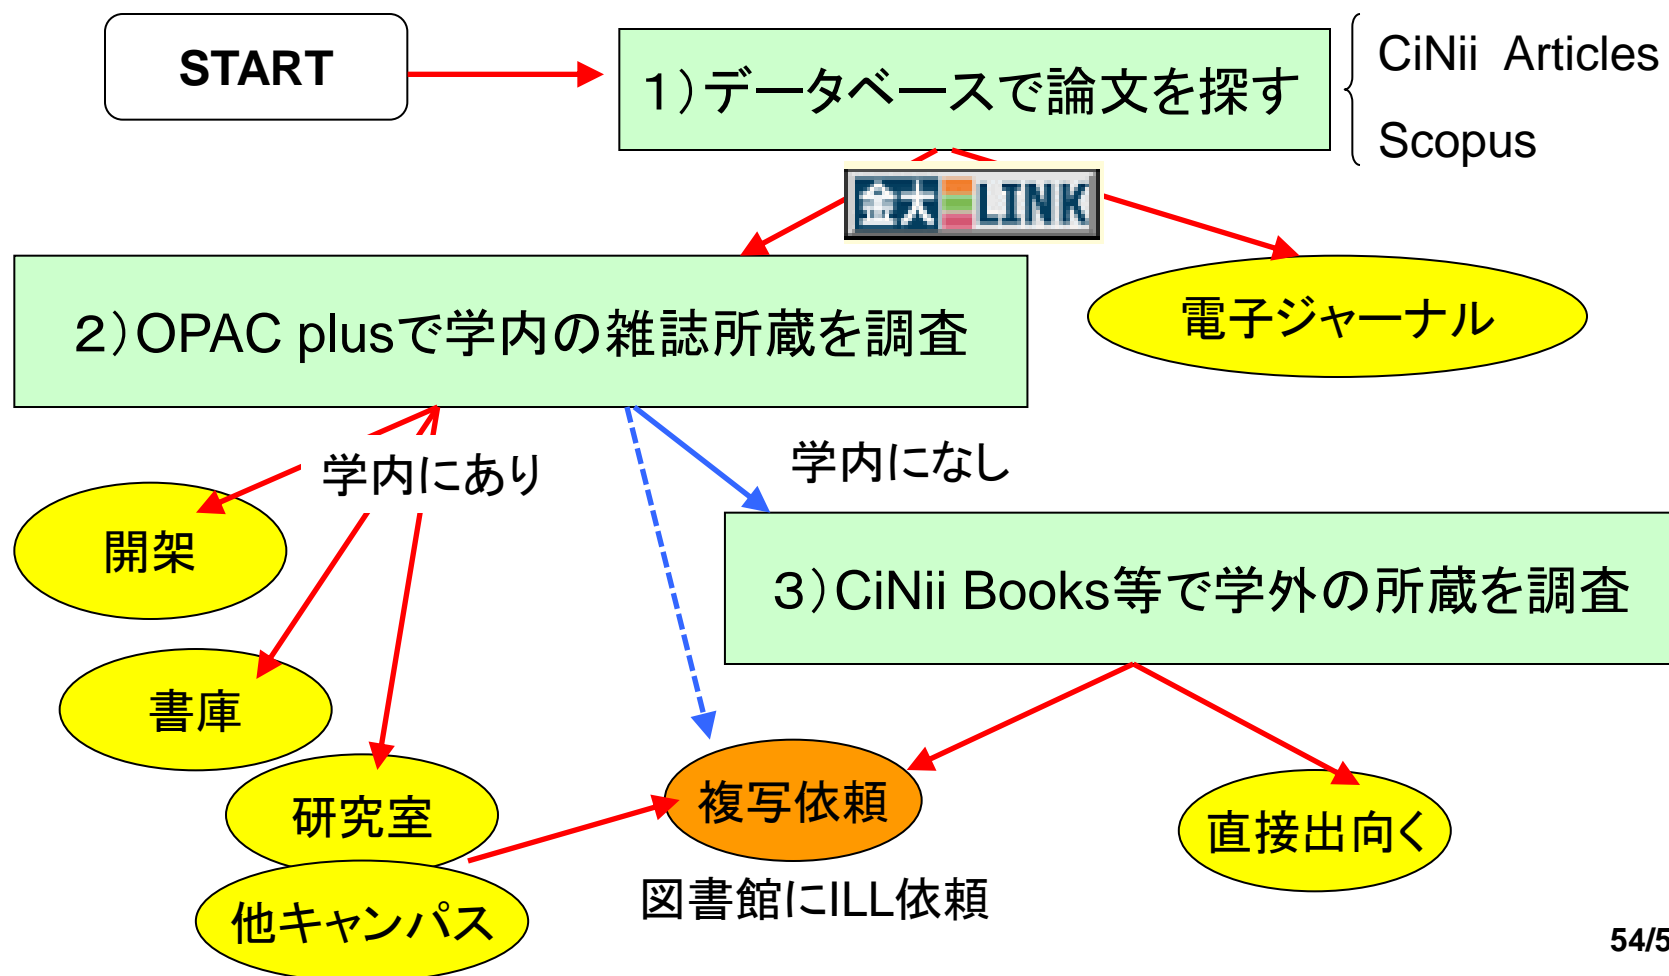 START
1)データベースで論文を探す
CiNii Articles
Scopus
金大 LINK
2)OPAC plusで学内の雑誌所蔵を調査
電子ジャーナル
学内にあり
学内になし
開架
3)CiNii Books等で学外の所蔵を調査
書庫
研究室
複写依頼
直接出向く
他キャンパス
図書館にILL依頼
54/5